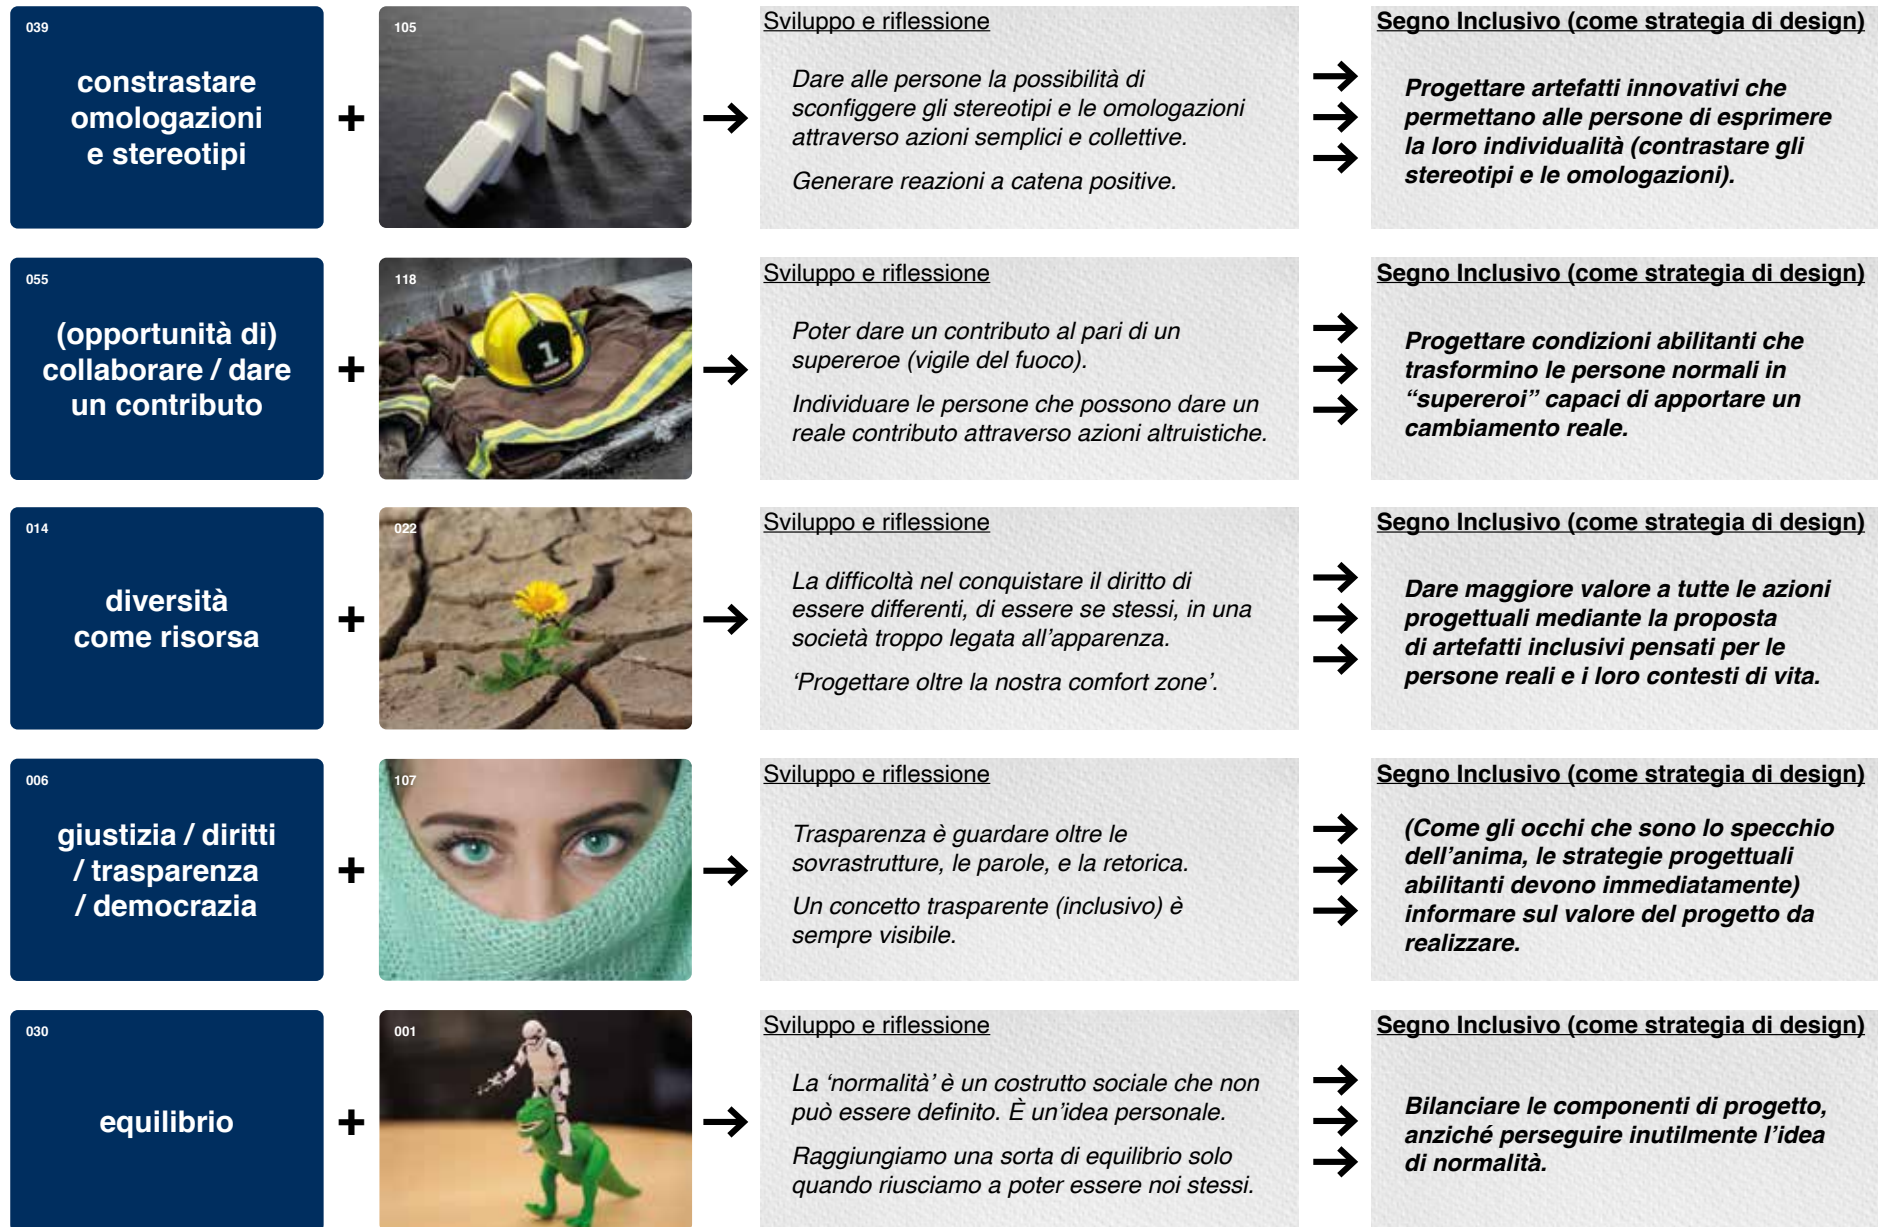 039
constrastare
omologazioni
e stereotipi
+
105
→
Sviluppo e riflessione
Dare alle persone la possibilità di
sconfiggere gli stereotipi e le omologazioni
attraverso azioni semplici e collettive.
Generare reazioni a catena positive.
Segno Inclusivo (come strategia di design)
Progettare artefatti innovativi che
permettano alle persone di esprimere
la loro individualità (contrastare gli
stereotipi e le omologazioni).
055
(opportunità di)
collaborare / dare
un contributo
+
118
1
→
Sviluppo e riflessione
Poter dare un contributo al pari di un
supereroe (vigile del fuoco).
Individuare le persone che possono dare un
reale contributo attraverso azioni altruistiche.
Segno Inclusivo (come strategia di design)
Progettare condizioni abilitanti che
trasformino le persone normali in
“supereroi” capaci di apportare un
cambiamento reale.
014
diversità
come risorsa
+
022
→
Sviluppo e riflessione
La difficoltà nel conquistare il diritto di
essere differenti, di essere se stessi, in una
società troppo legata all’apparenza.
‘Progettare oltre la nostra comfort zone’.
Segno Inclusivo (come strategia di design)
Dare maggiore valore a tutte le azioni
progettuali mediante la proposta
di artefatti inclusivi pensati per le
persone reali e i loro contesti di vita.
006
giustizia / diritti
/ trasparenza
/ democrazia
+
107
→
Sviluppo e riflessione
Trasparenza è guardare oltre le
sovrastrutture, le parole, e la retorica.
Un concetto trasparente (inclusivo) è
sempre visibile.
Segno Inclusivo (come strategia di design)
(Come gli occhi che sono lo specchio
dell’anima, le strategie progettuali
abilitanti devono immediatamente)
informare sul valore del progetto da
realizzare.
030
equilibrio
+
001
→
Sviluppo e riflessione
La ‘normalità’ è un costrutto sociale che non
può essere definito. È un’idea personale.
Raggiungiamo una sorta di equilibrio solo
quando riusciamo a poter essere noi stessi.
Segno Inclusivo (come strategia di design)
Bilanciare le componenti di progetto,
anziché perseguire inutilmente l’idea
di normalità.